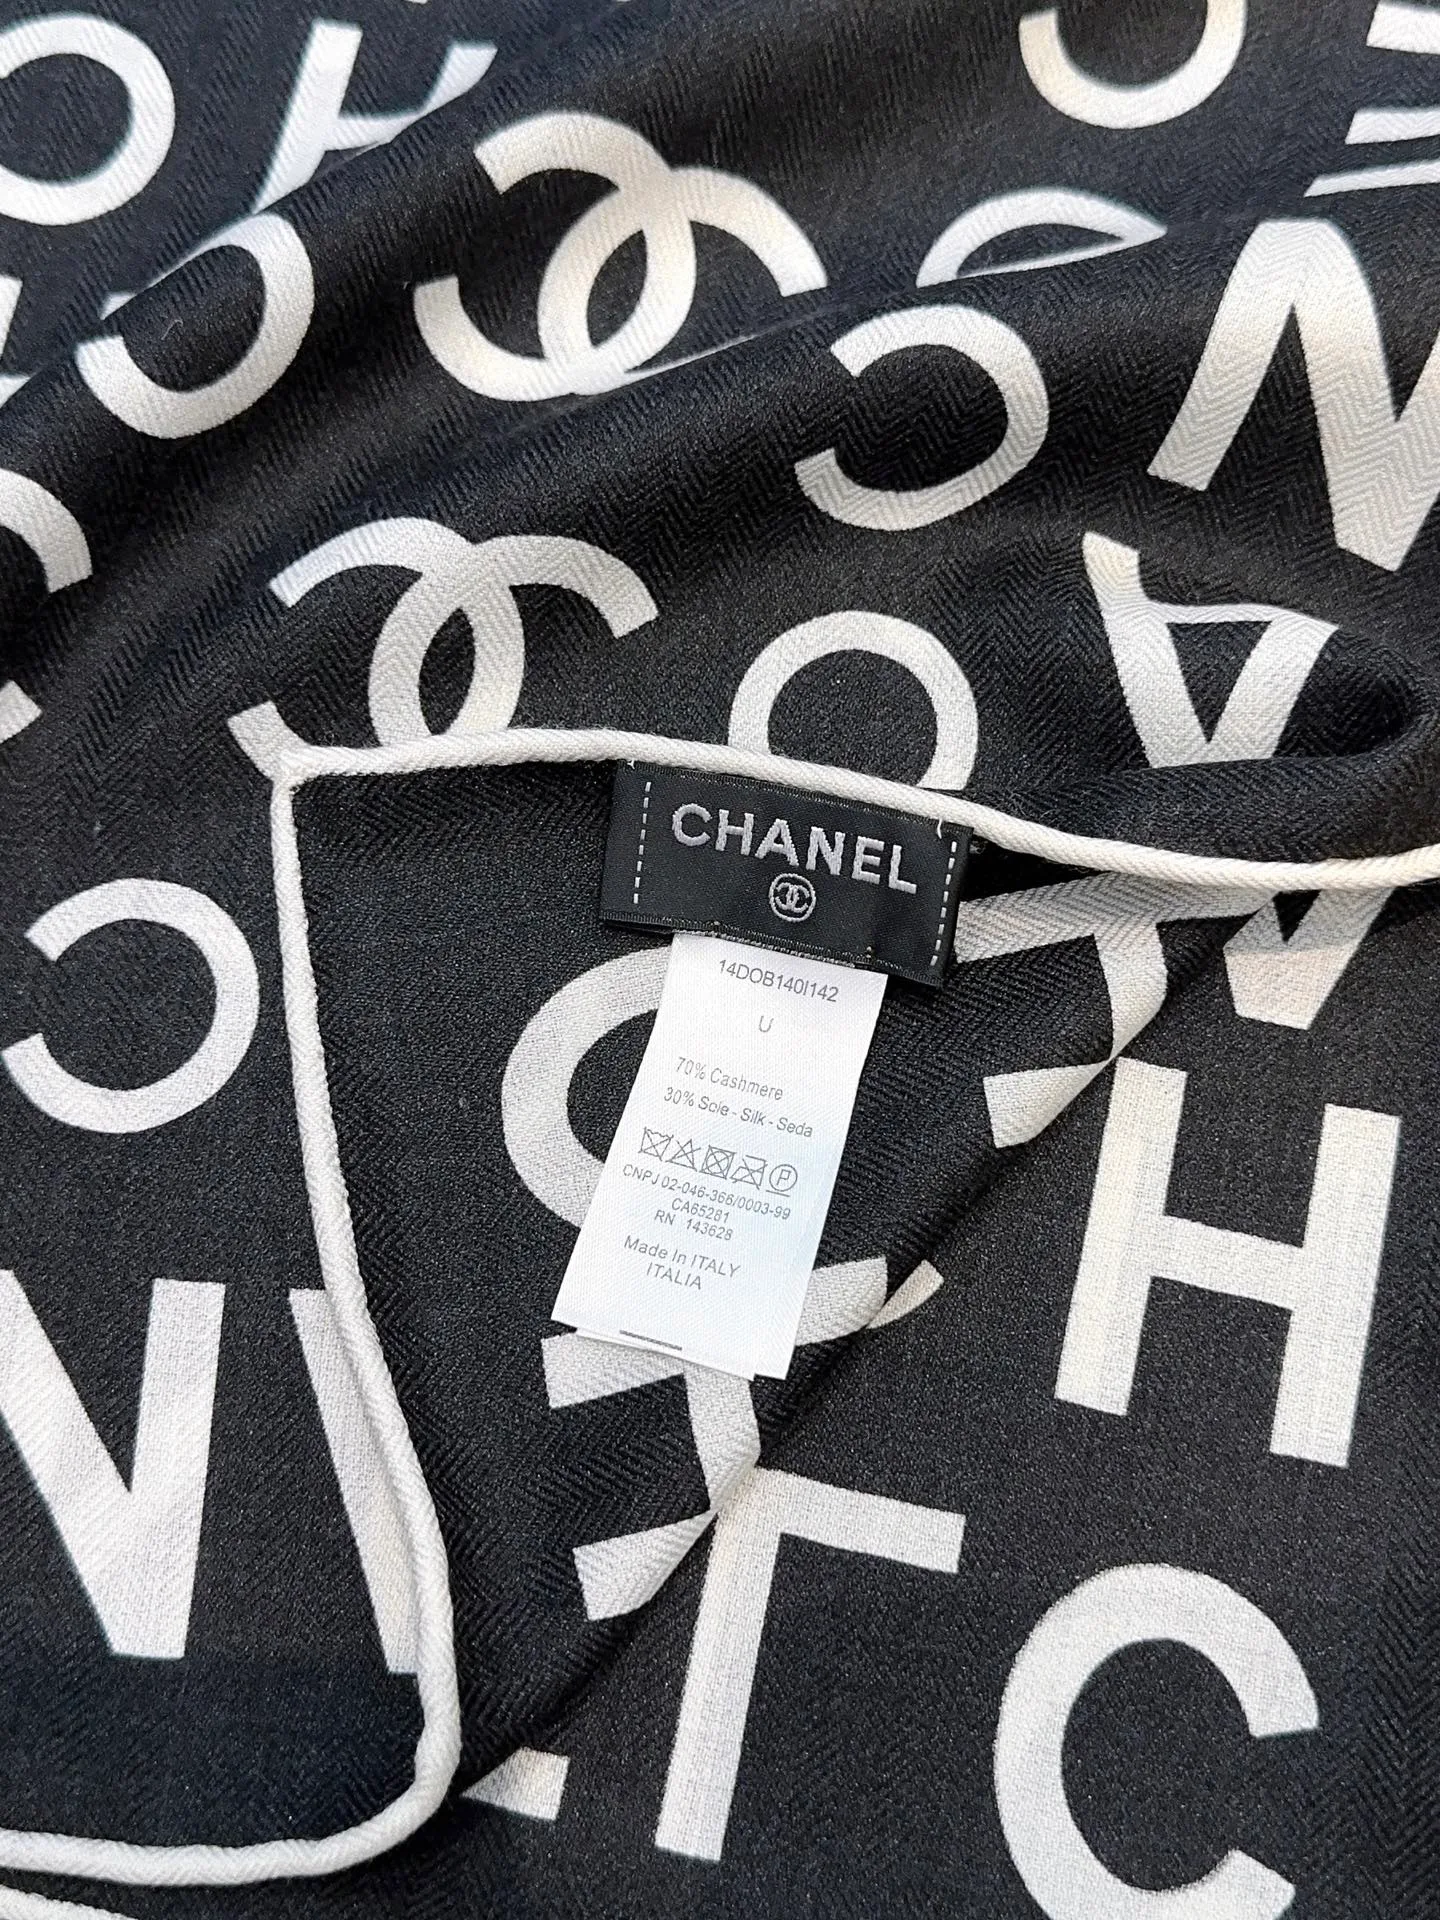 O H C
C N
O A
C
CHANEL
14DOB140I142
U
70% Cashmere
30% Soie - Silk - Seda
P
CNPJ 02-046-366/0003-99
CA65281
RN 143628
Made In ITALY
ITALIA
H
N
T
C